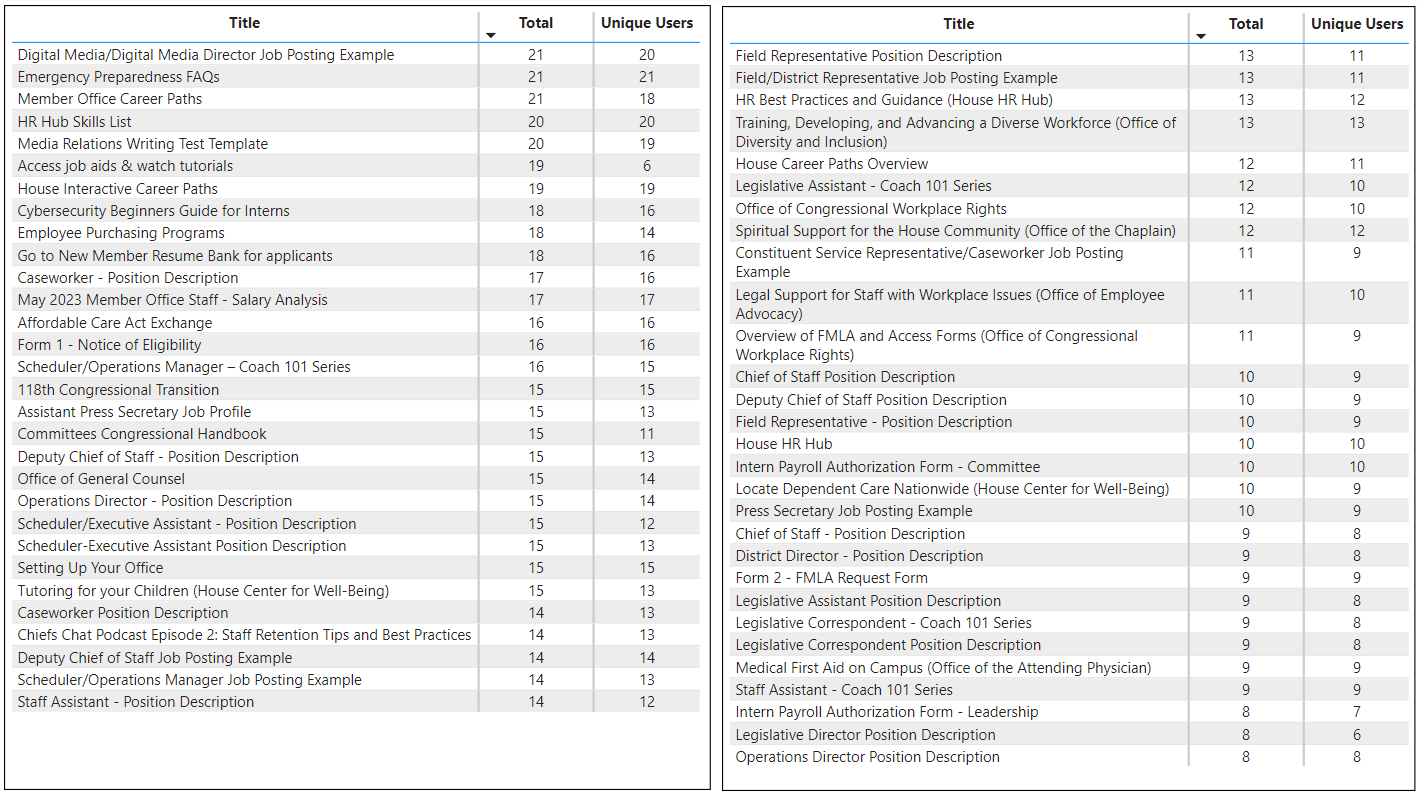 Title Total Unique Users
Digital Media/Digital Media Director Job Posting Example 21 20
Emergency Preparedness FAQs 21 21
Member Office Career Paths 21 18
HR Hub Skills List 20 20
Media Relations Writing Test Template 20 19
Access job aids & watch tutorials 19 6
House Interactive Career Paths 19 19
Cybersecurity Beginners Guide for Interns 18 16
Employee Purchasing Programs 18 14
Go to New Member Resume Bank for applicants 18 16
Caseworker - Position Description 17 16
May 2023 Member Office Staff - Salary Analysis 17 17
Affordable Care Act Exchange 16 16
Form 1 - Notice of Eligibility 16 16
Scheduler/Operations Manager – Coach 101 Series 16 15
118th Congressional Transition 15 15
Assistant Press Secretary Job Profile 15 13
Committees Congressional Handbook 15 11
Deputy Chief of Staff - Position Description 15 13
Office of General Counsel 15 14
Operations Director - Position Description 15 14
Scheduler/Executive Assistant - Position Description 15 12
Scheduler-Executive Assistant Position Description 15 13
Setting Up Your Office 15 15
Tutoring for your Children (House Center for Well-Being) 15 13
Caseworker Position Description 14 13
Chiefs Chat Podcast Episode 2: Staff Retention Tips and Best Practices 14 13
Deputy Chief of Staff Job Posting Example 14 14
Scheduler/Operations Manager Job Posting Example 14 13
Staff Assistant - Position Description 14 12
Title Total Unique Users
Field Representative Position Description 13 11
Field/District Representative Job Posting Example 13 11
HR Best Practices and Guidance (House HR Hub) 13 12
Training, Developing, and Advancing a Diverse Workforce (Office of 13 13
Diversity and Inclusion)
House Career Paths Overview 12 11
Legislative Assistant - Coach 101 Series 12 10
Office of Congressional Workplace Rights 12 10
Spiritual Support for the House Community (Office of the Chaplain) 12 12
Constituent Service Representative/Caseworker Job Posting 11 9
Example
Legal Support for Staff with Workplace Issues (Office of Employee 11 10
Advocacy)
Overview of FMLA and Access Forms (Office of Congressional 11 9
Workplace Rights)
Chief of Staff Position Description 10 9
Deputy Chief of Staff Position Description 10 9
Field Representative - Position Description 10 9
House HR Hub 10 10
Intern Payroll Authorization Form - Committee 10 10
Locate Dependent Care Nationwide (House Center for Well-Being) 10 9
Press Secretary Job Posting Example 10 9
Chief of Staff - Position Description 9 8
District Director - Position Description 9 8
Form 2 - FMLA Request Form 9 9
Legislative Assistant Position Description 9 8
Legislative Correspondent - Coach 101 Series 9 8
Legislative Correspondent Position Description 9 8
Medical First Aid on Campus (Office of the Attending Physician) 9 9
Staff Assistant - Coach 101 Series 9 9
Intern Payroll Authorization Form - Leadership 8 7
Legislative Director Position Description 8 6
Operations Director Position Description 8 8